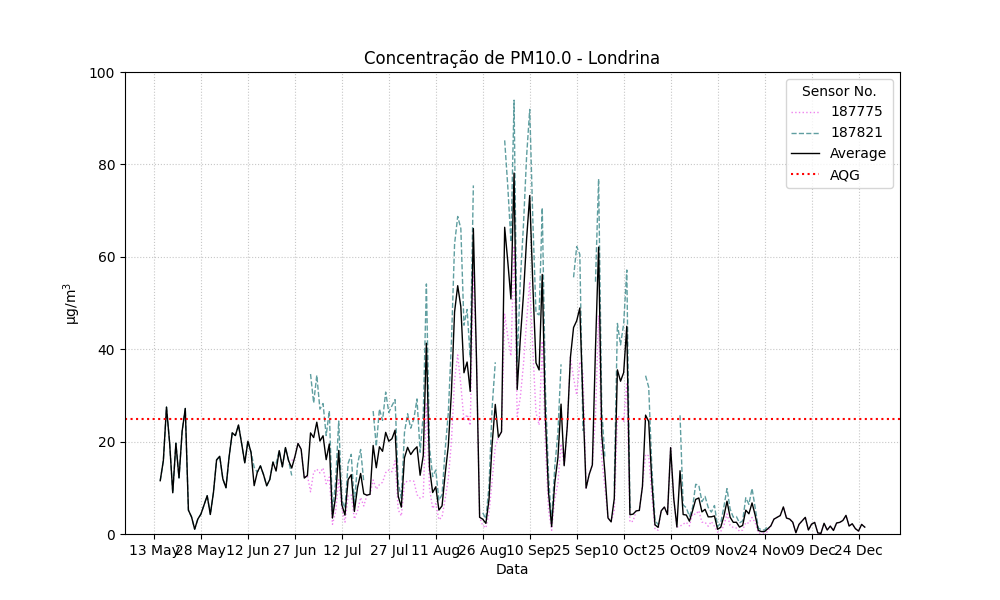 Concentração de PM10.0 - Londrina
Sensor No.
187775
187821
Average
AQG
100
80
60
40
20
0
µg/m³
13 May 28 May 12 Jun 27 Jun 12 Jul 27 Jul 11 Aug 26 Aug 10 Sep 25 Sep 10 Oct 25 Oct 09 Nov 24 Nov 09 Dec 24 Dec
Data